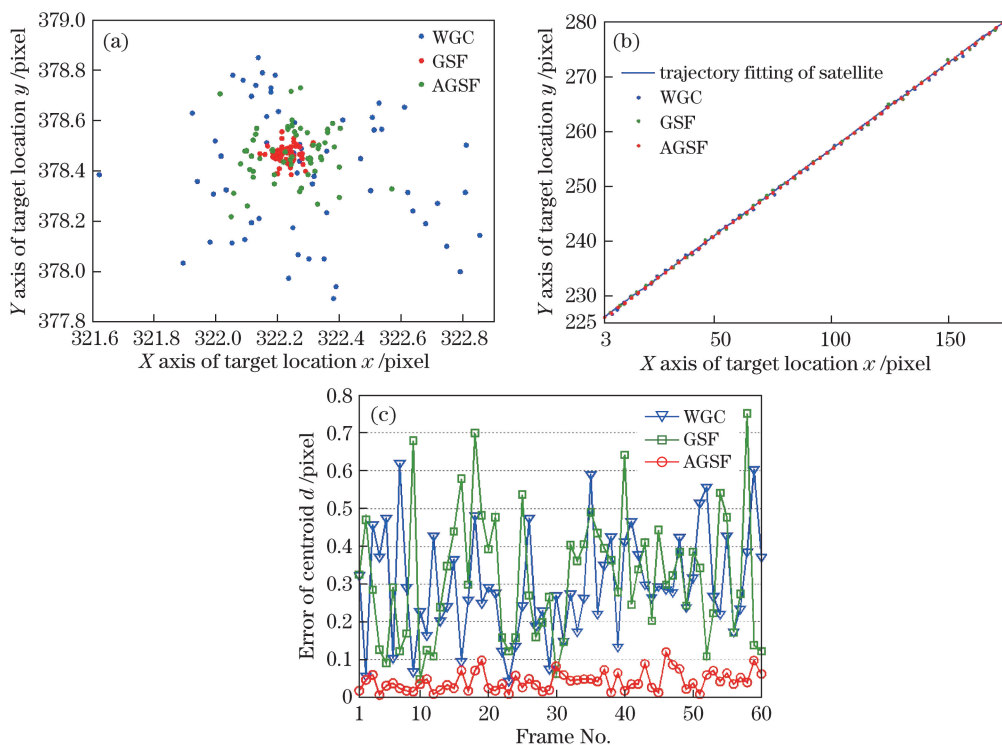 (a)
WGC
GSF
AGSF
379.0
378.8
378.6
378.4
378.2
378.0
377.8
321.6 321.8 322.0 322.2 322.4 322.6 322.8
Y axis of target location y /pixel
X axis of target location x /pixel
(b)
trajectory fitting of satellite
WGC
GSF
AGSF
280
270
260
250
240
230
225
3 50 100 150
Y axis of target location y /pixel
X axis of target location x /pixel
(c)
WGC
GSF
AGSF
0.8
0.7
0.6
0.5
0.4
0.3
0.2
0.1
0
1 10 20 30 40 50 60
Error of centroid d /pixel
Frame No.